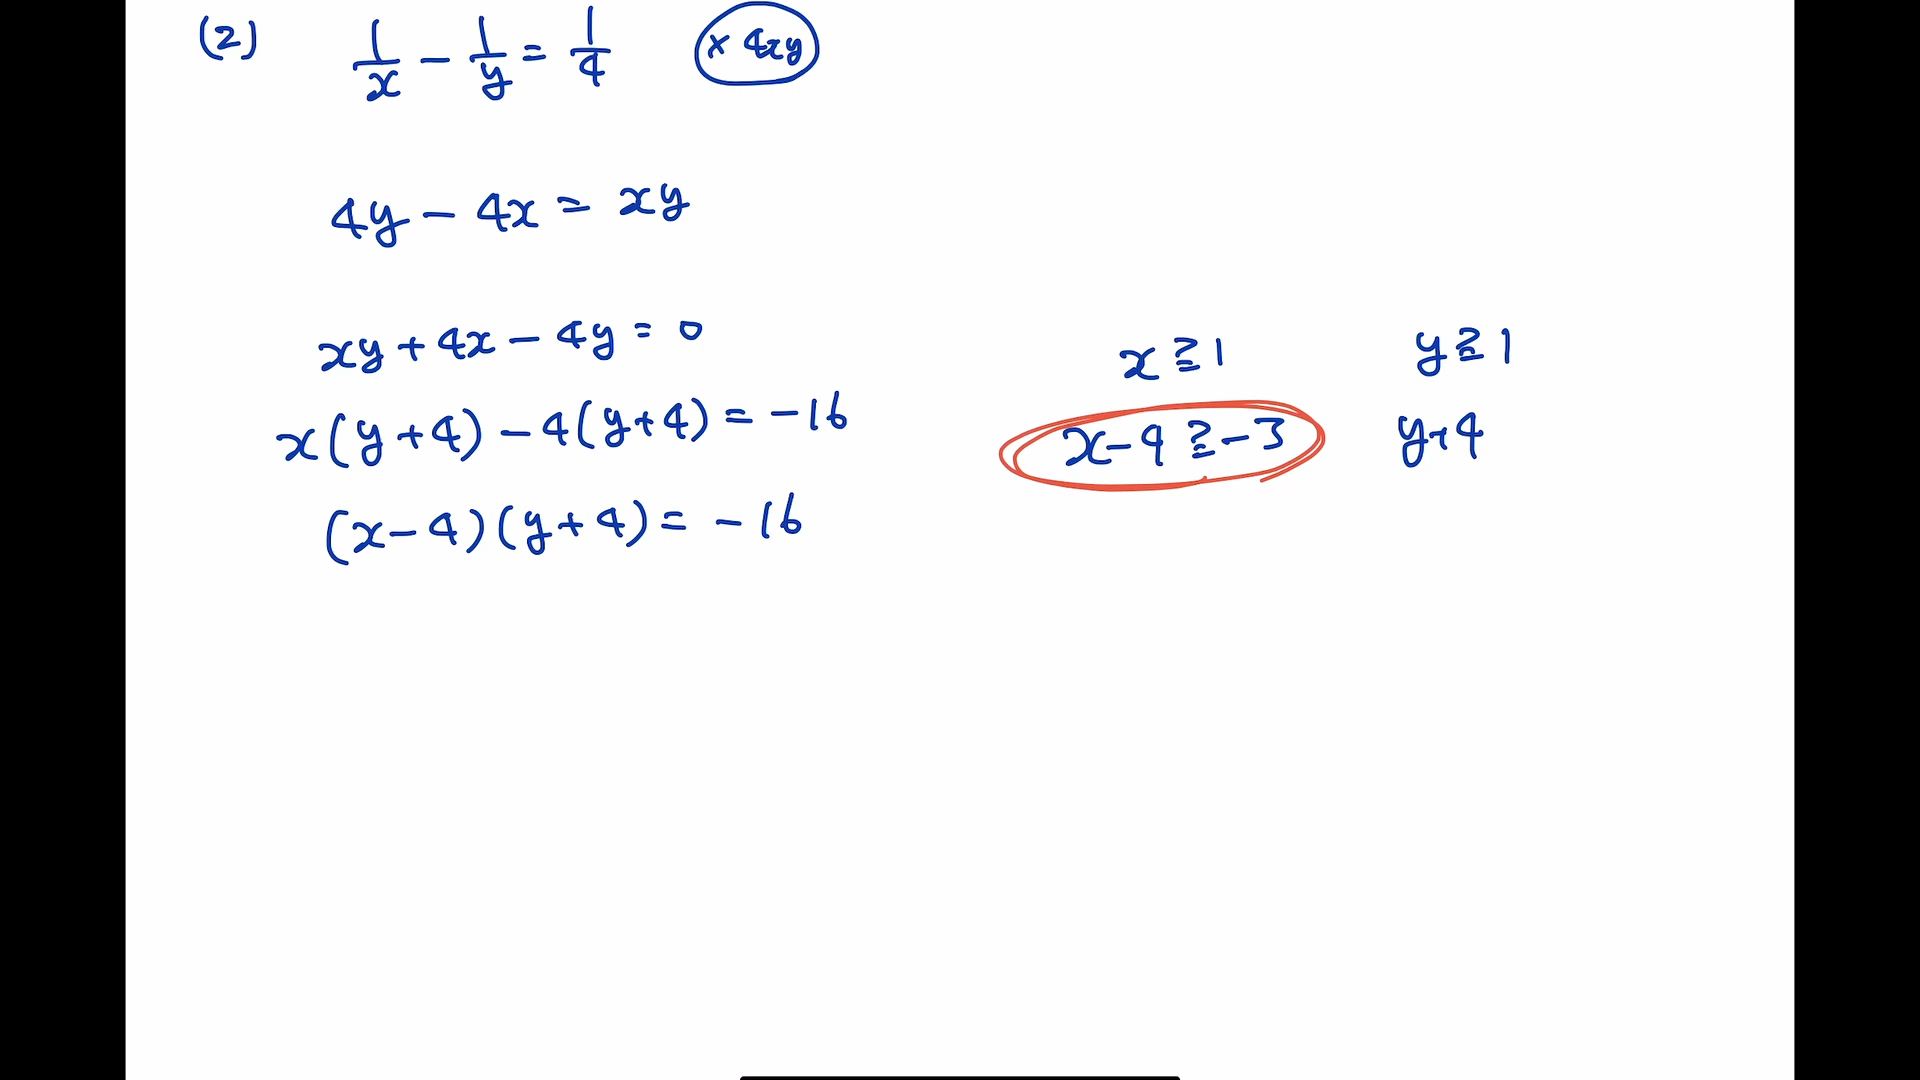 (2) 1/x - 1/y = 1/4 × 4xy
4y - 4x = xy
xy + 4x - 4y = 0
x(y+4) - 4(y+4) = -16
(x-4)(y+4) = -16
x ≧ 1 y ≧ 1
x-4 ≧ -3 y+4